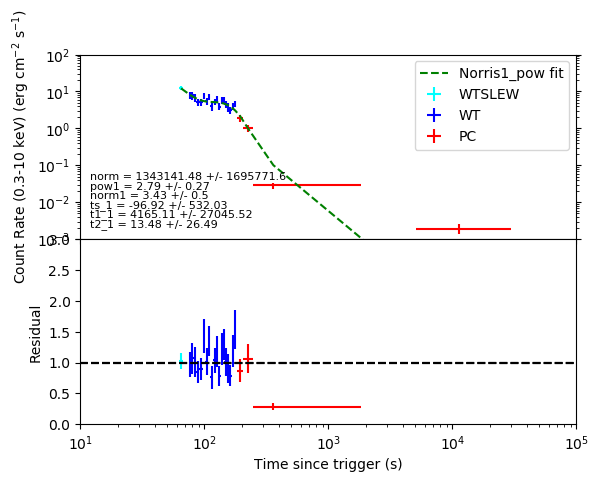 Count Rate (0.3-10 keV) (erg cm⁻² s⁻¹)
10²
10¹
10⁰
10⁻¹
10⁻²
10⁻³
Norris1_pow fit
WTSLEW
WT
PC
norm = 1343141.48 +/- 1695771.6
pow1 = 2.79 +/- 0.27
norm1 = 3.43 +/- 0.5
ts_1 = -96.92 +/- 532.03
t1_1 = 4165.11 +/- 27045.52
t2_1 = 13.48 +/- 26.49
Residual
3.0
2.5
2.0
1.5
1.0
0.5
0.0
10¹
10²
10³
10⁴
10⁵
Time since trigger (s)